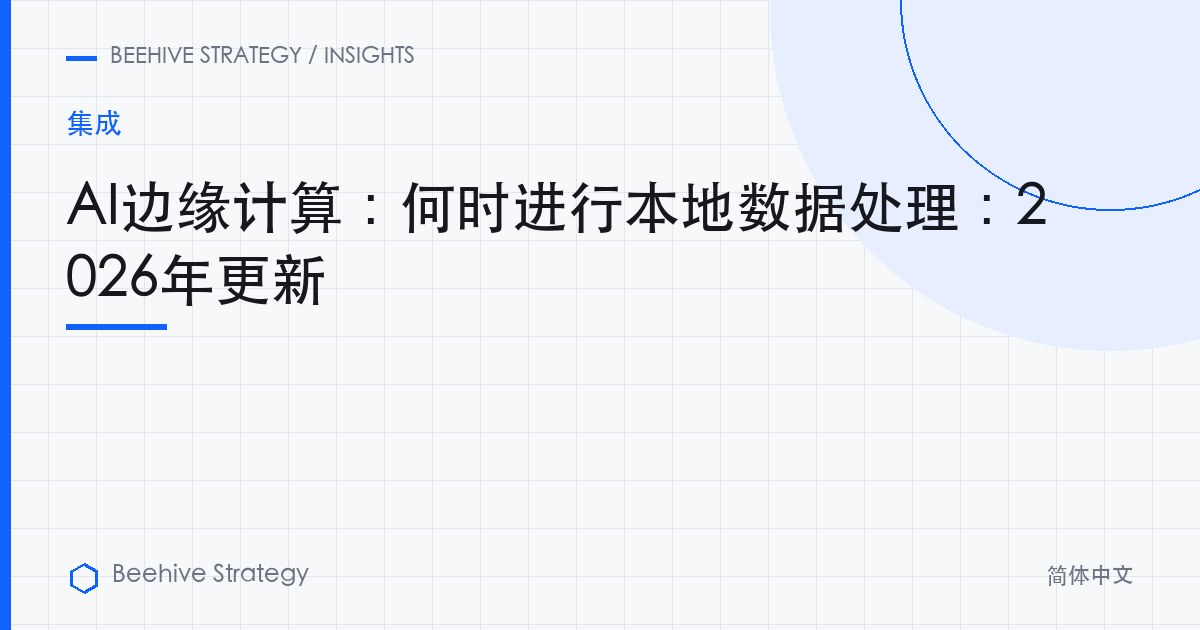 BEEHIVE STRATEGY / INSIGHTS
集成
AI边缘计算：何时进行本地数据处理：2
026年更新
Beehive Strategy
简体中文